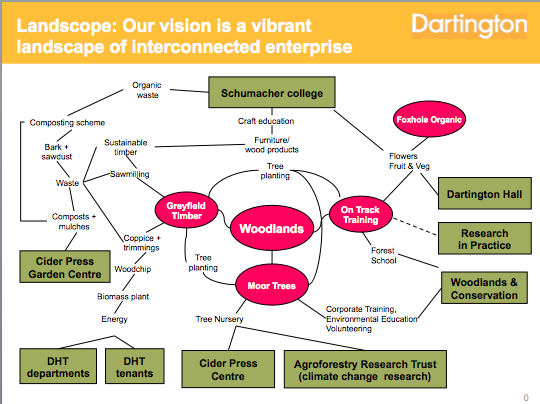 Landscope: Our vision is a vibrant
landscape of interconnected enterprise
Dartington
Organic
waste
Schumacher college
Composting scheme
Craft education
Foxhole Organic
Bark +
sawdust
Sustainable
timber
Furniture/
wood products
Flowers
Fruit & Veg
Waste
Sawmilling
Tree
planting
Dartington Hall
Greyfield
Timber
Woodlands
On Track
Training
Composts +
mulches
Research
in Practice
Coppice +
trimmings
Cider Press
Garden Centre
Woodchip
Tree
planting
Moor Trees
Forest
School
Woodlands &
Conservation
Biomass plant
Energy
Tree Nursery
Corporate Training,
Environmental Education
Volunteering
DHT
departments
DHT
tenants
Cider Press
Centre
Agroforestry Research Trust
(climate change research)
0